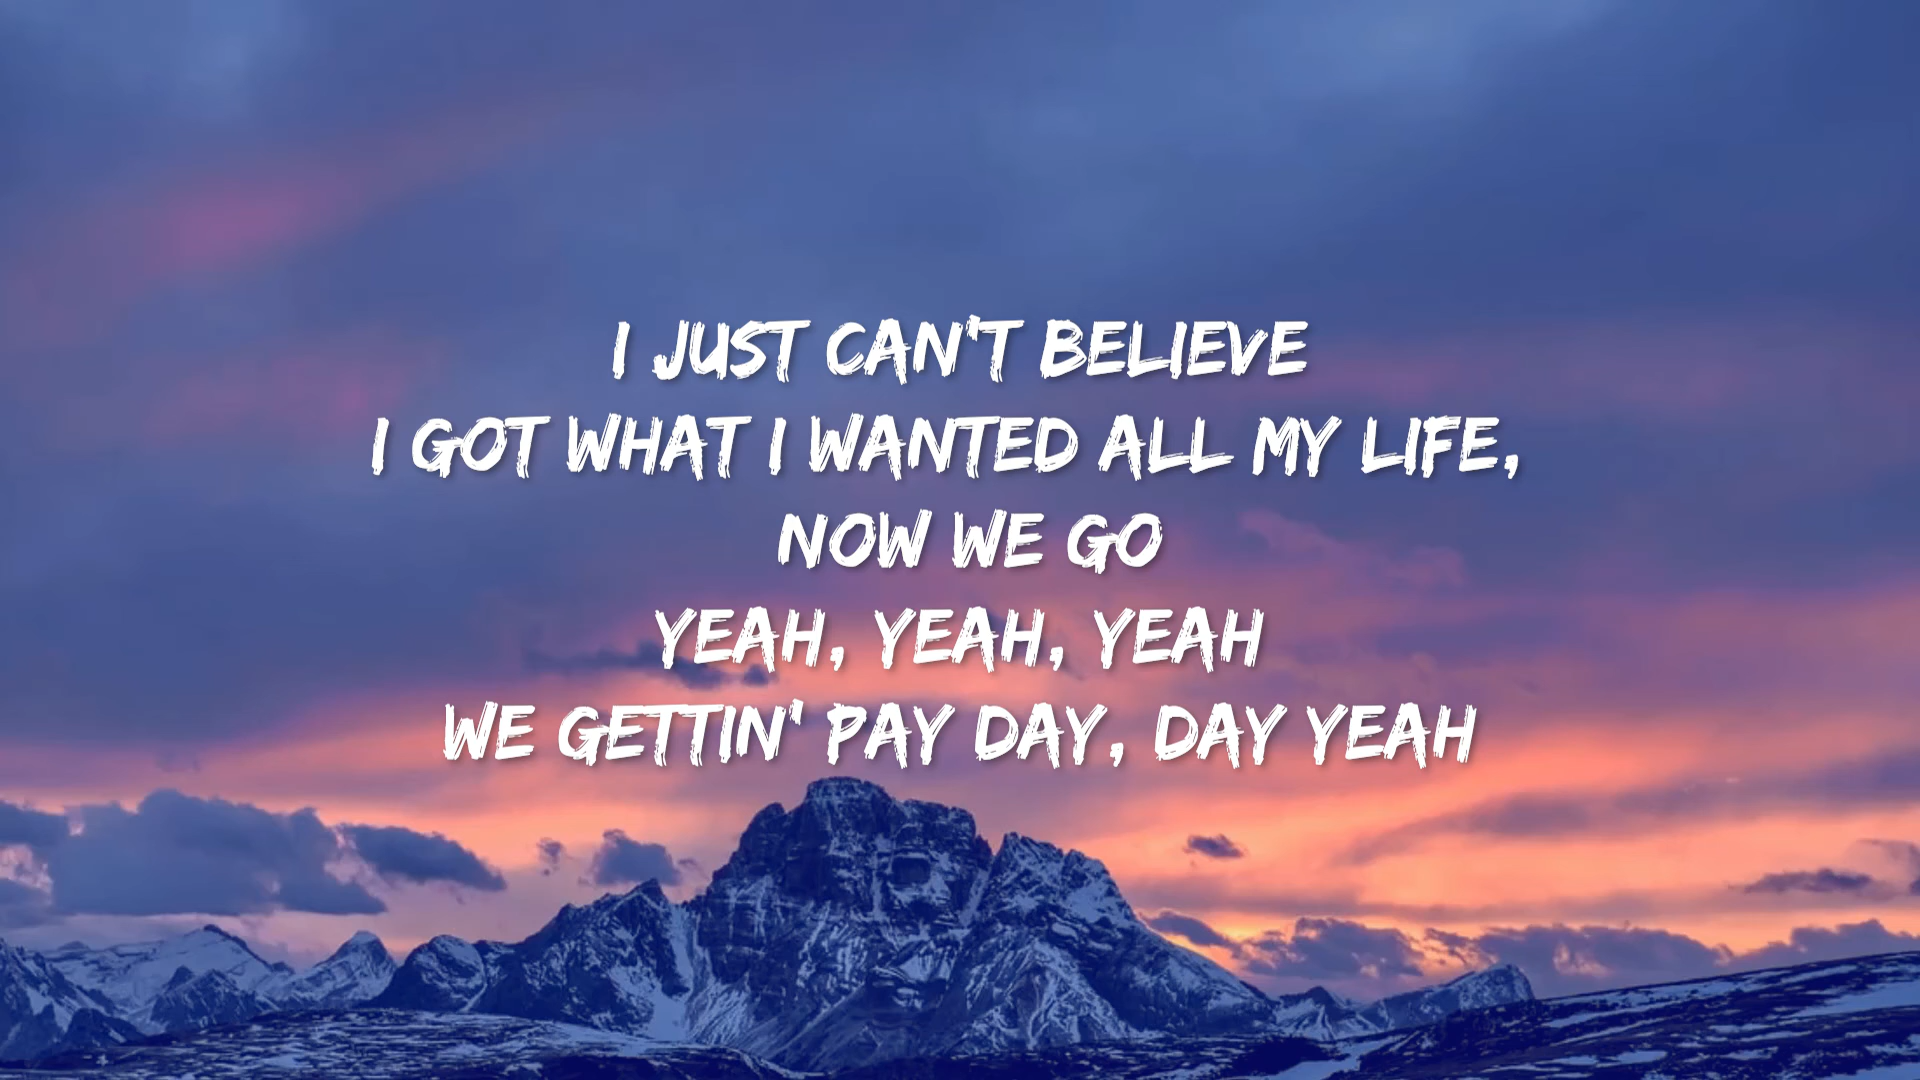 I JUST CAN'T BELIEVE
I GOT WHAT I WANTED ALL MY LIFE,
NOW WE GO
YEAH, YEAH, YEAH
WE GETTIN' PAY DAY, DAY YEAH